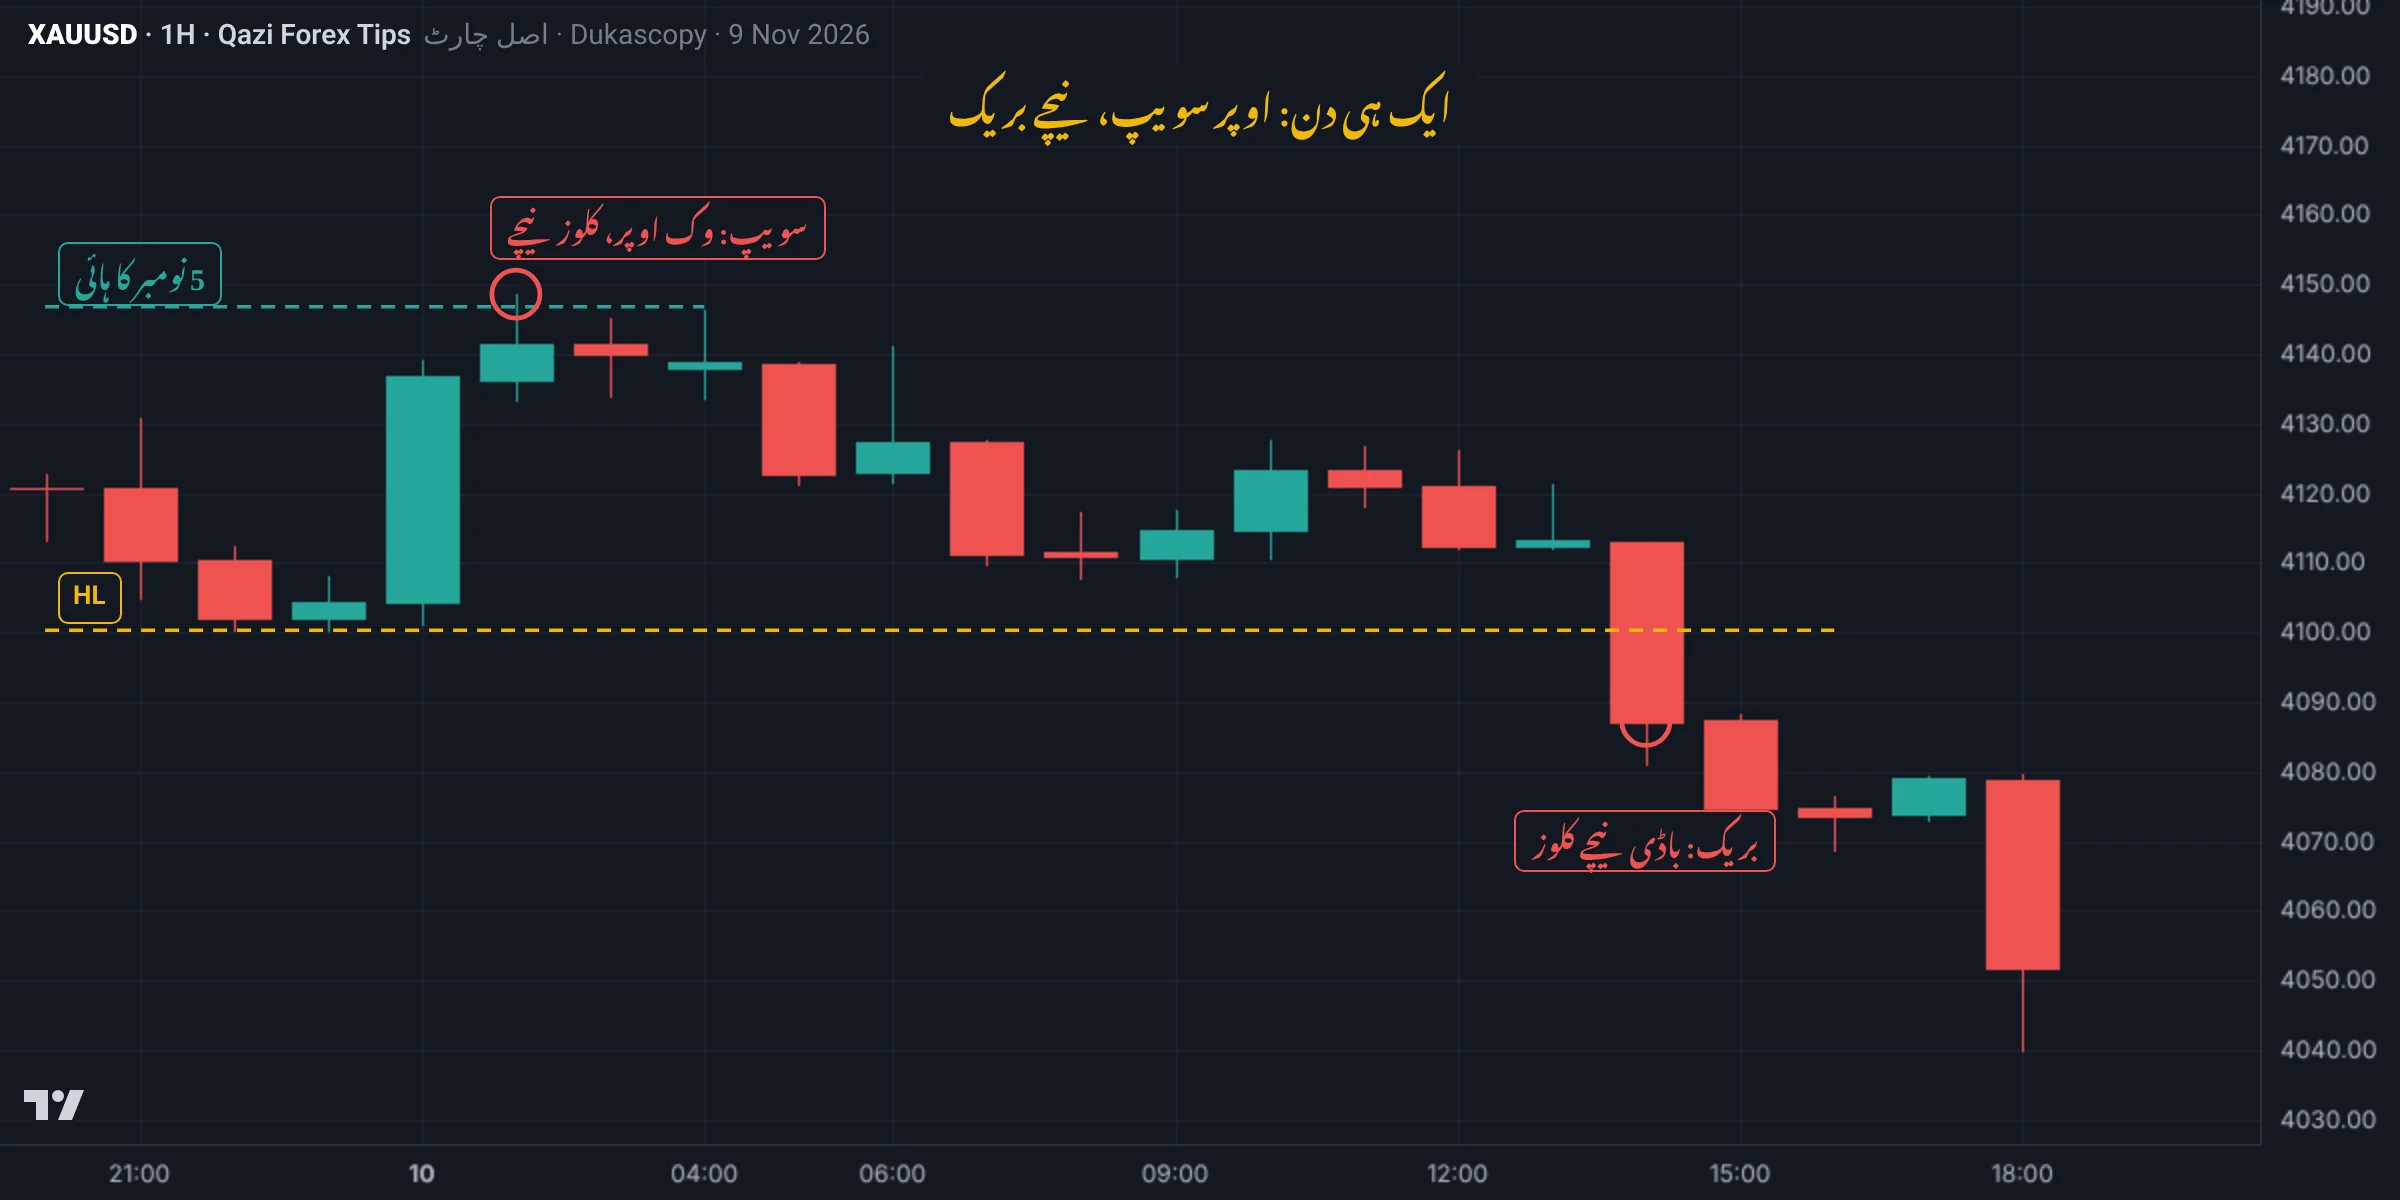 XAUUSD · 1H · Qazi Forex Tips اصل چارٹ · Dukascopy · 9 Nov 2026
ایک ہی دن: اوپر سویپ، نیچے بریک
سویپ: وک اوپر، کلوز نیچے
5 نومبر کا ہائی
HL
بریک: باڈی نیچے کلوز
4190.00
4180.00
4170.00
4160.00
4150.00
4140.00
4130.00
4120.00
4110.00
4100.00
4090.00
4080.00
4070.00
4060.00
4050.00
4040.00
4030.00
21:00 10 04:00 06:00 09:00 12:00 15:00 18:00